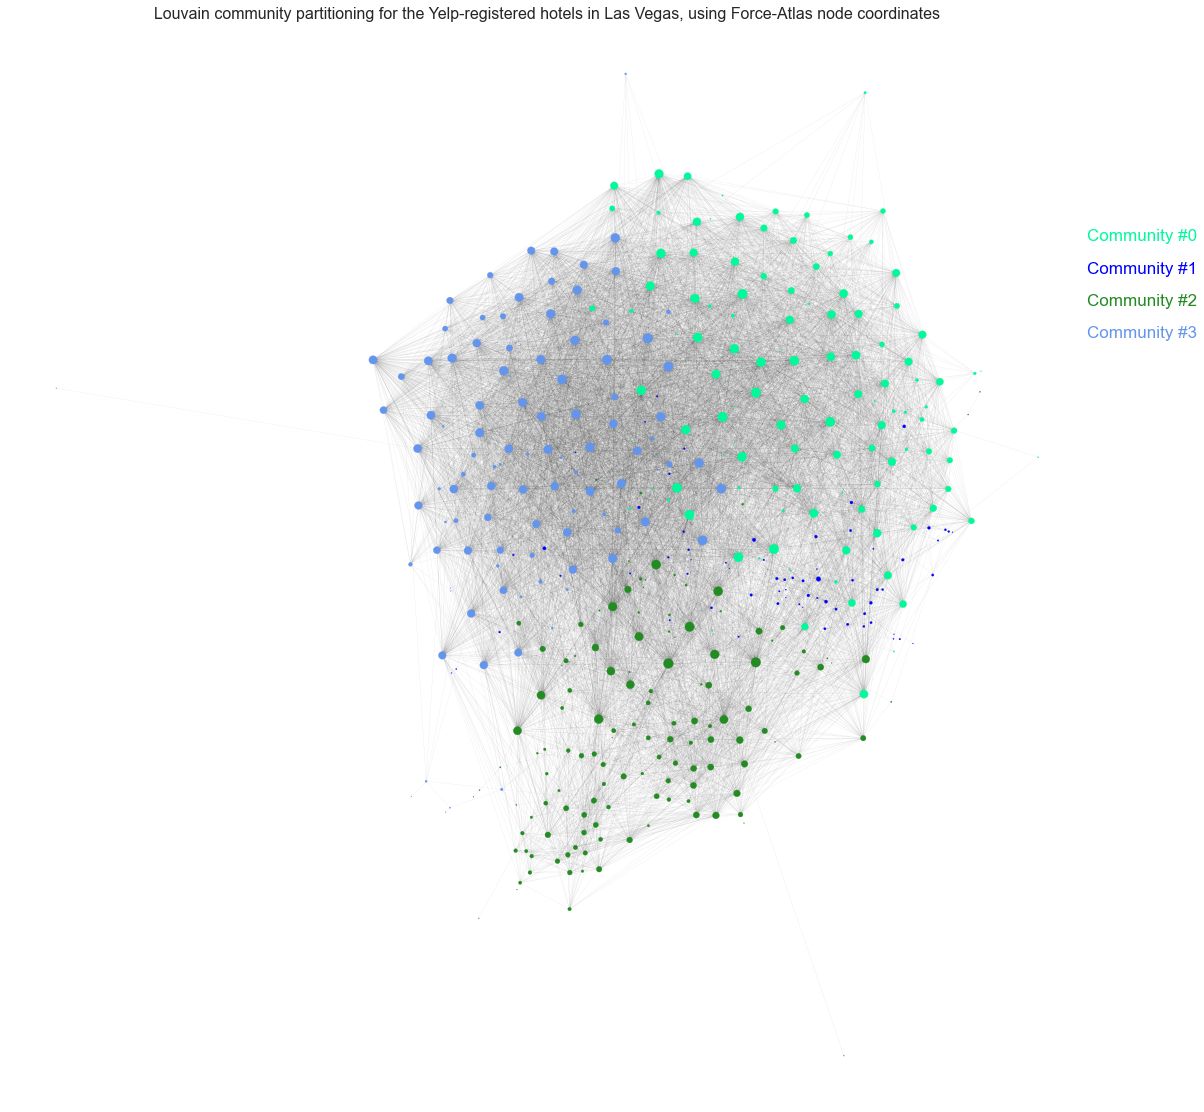 Louvain community partitioning for the Yelp-registered hotels in Las Vegas, using Force-Atlas node coordinates
Community #0
Community #1
Community #2
Community #3